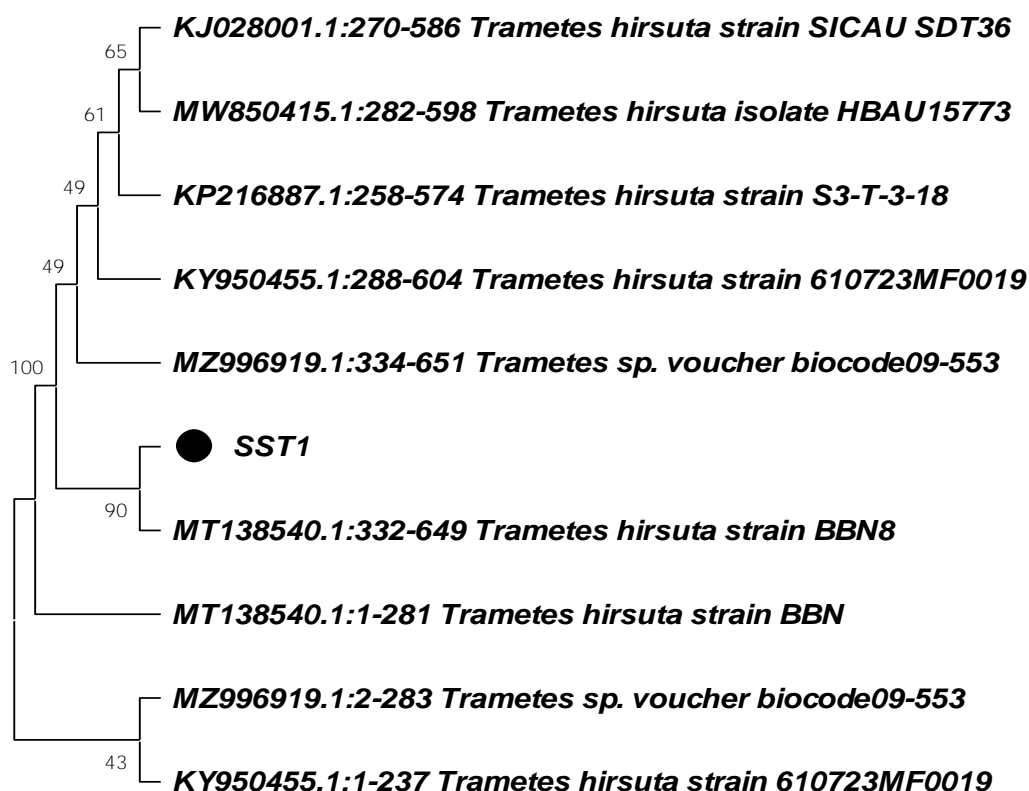 KJ028001.1:270-586 Trametes hirsuta strain SICAU SDT36
65
MW850415.1:282-598 Trametes hirsuta isolate HBAU15773
61
KP216887.1:258-574 Trametes hirsuta strain S3-T-3-18
49
KY950455.1:288-604 Trametes hirsuta strain 610723MF0019
49
MZ996919.1:334-651 Trametes sp. voucher biocode09-553
100
SST1
90
MT138540.1:332-649 Trametes hirsuta strain BBN8
MT138540.1:1-281 Trametes hirsuta strain BBN
MZ996919.1:2-283 Trametes sp. voucher biocode09-553
43
KY950455.1:1-237 Trametes hirsuta strain 610723MF0019